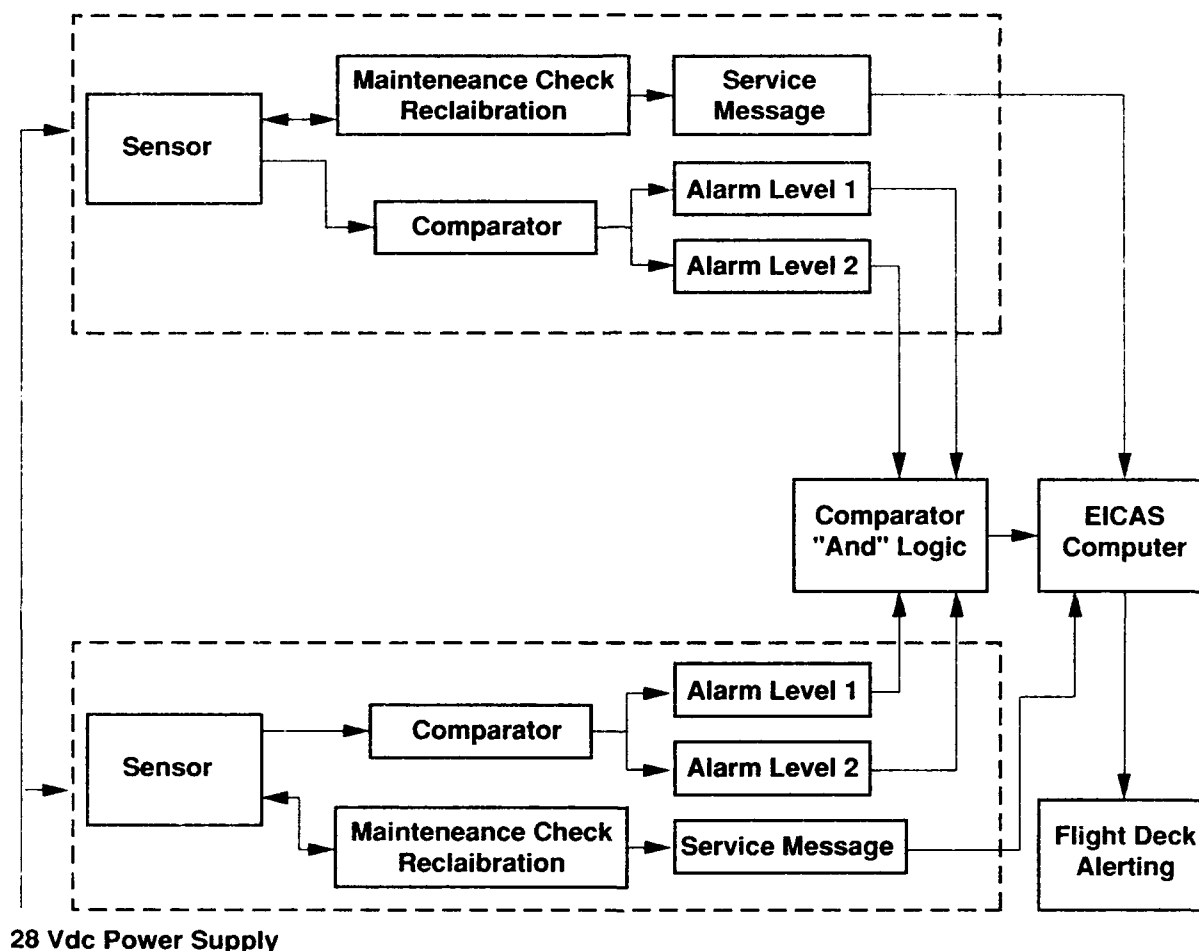 Mainteneance Check
Reclaibration
Service
Message
Sensor
Alarm Level 1
Comparator
Alarm Level 2
Comparator
"And" Logic
EICAS
Computer
Alarm Level 1
Comparator
Sensor
Alarm Level 2
Mainteneance Check
Reclaibration
Service Message
Flight Deck
Alerting
28 Vdc Power Supply